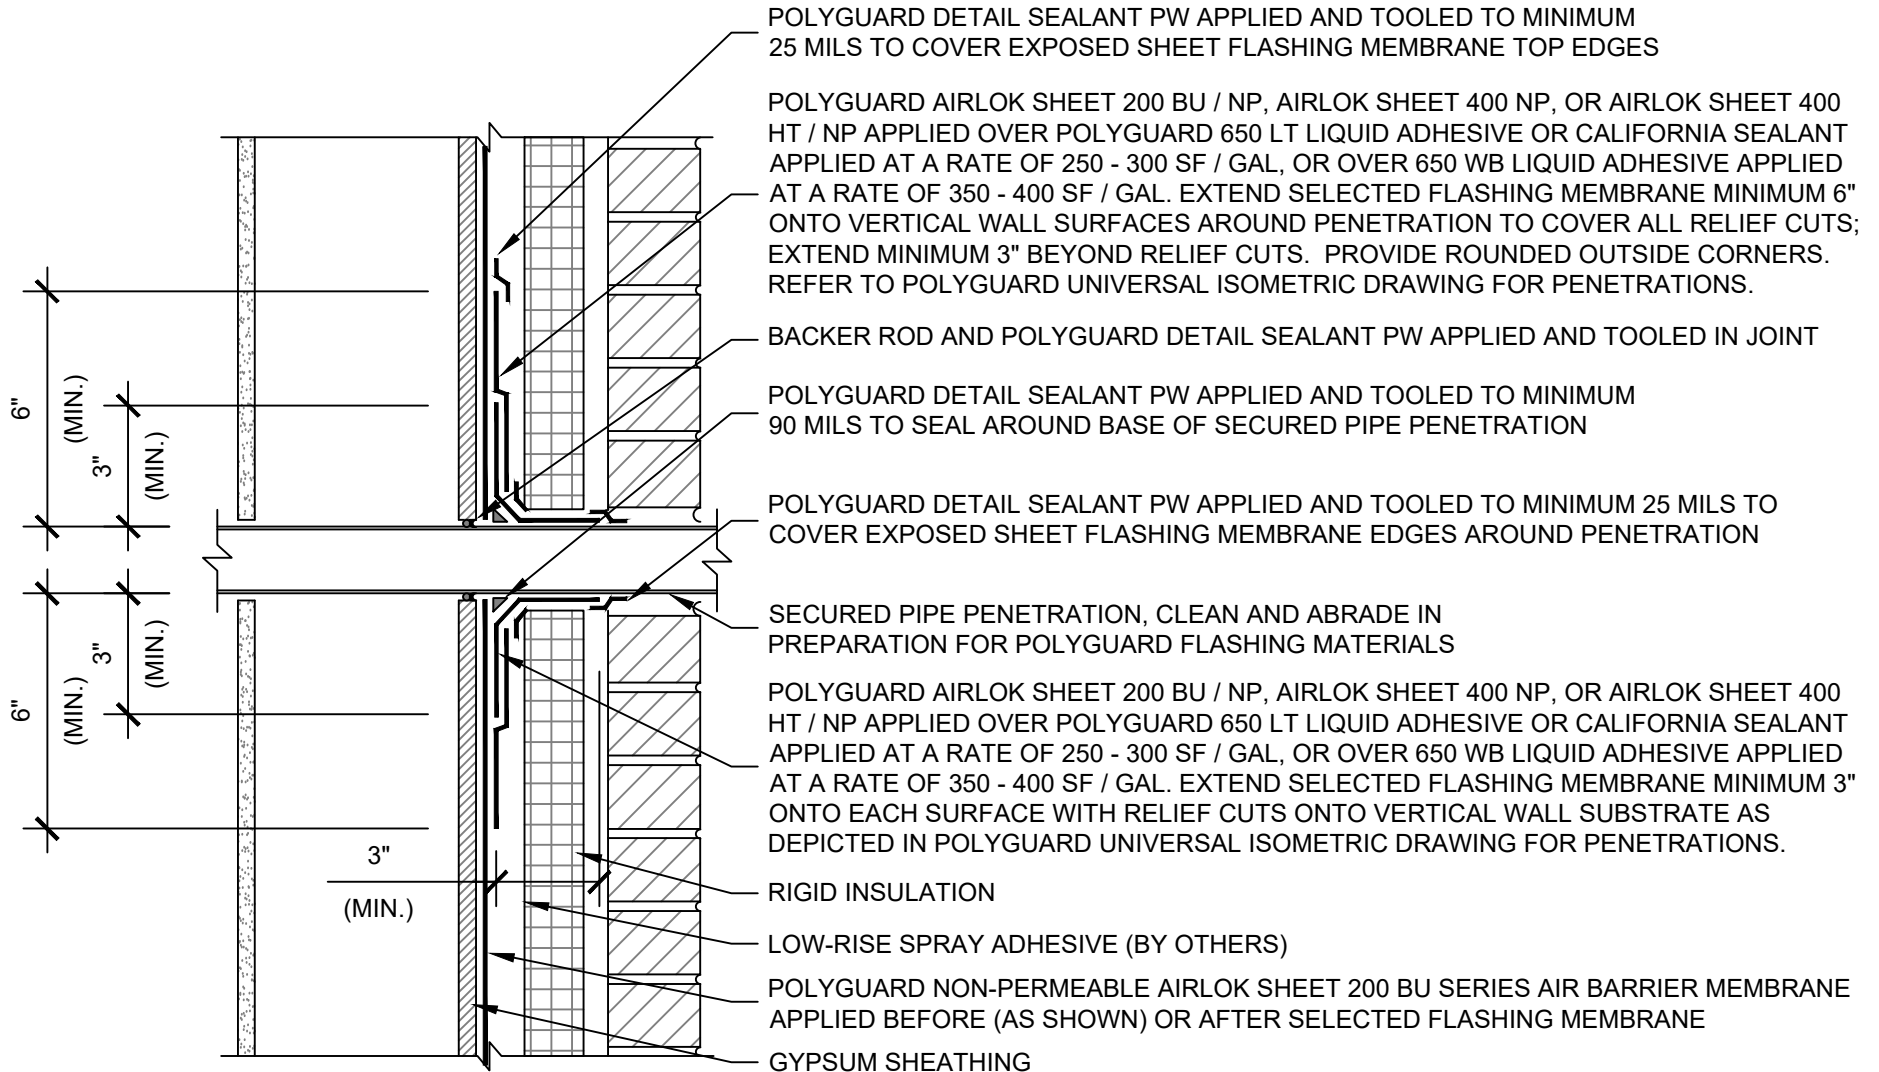 POLYGUARD DETAIL SEALANT PW APPLIED AND TOOLED TO MINIMUM
25 MILS TO COVER EXPOSED SHEET FLASHING MEMBRANE TOP EDGES
POLYGUARD AIRLOK SHEET 200 BU / NP, AIRLOK SHEET 400 NP, OR AIRLOK SHEET 400
HT / NP APPLIED OVER POLYGUARD 650 LT LIQUID ADHESIVE OR CALIFORNIA SEALANT
APPLIED AT A RATE OF 250 - 300 SF / GAL, OR OVER 650 WB LIQUID ADHESIVE APPLIED
AT A RATE OF 350 - 400 SF / GAL. EXTEND SELECTED FLASHING MEMBRANE MINIMUM 6"
ONTO VERTICAL WALL SURFACES AROUND PENETRATION TO COVER ALL RELIEF CUTS;
EXTEND MINIMUM 3" BEYOND RELIEF CUTS.  PROVIDE ROUNDED OUTSIDE CORNERS.
REFER TO POLYGUARD UNIVERSAL ISOMETRIC DRAWING FOR PENETRATIONS.
BACKER ROD AND POLYGUARD DETAIL SEALANT PW APPLIED AND TOOLED IN JOINT
POLYGUARD DETAIL SEALANT PW APPLIED AND TOOLED TO MINIMUM
90 MILS TO SEAL AROUND BASE OF SECURED PIPE PENETRATION
POLYGUARD DETAIL SEALANT PW APPLIED AND TOOLED TO MINIMUM 25 MILS TO
COVER EXPOSED SHEET FLASHING MEMBRANE EDGES AROUND PENETRATION
SECURED PIPE PENETRATION, CLEAN AND ABRADE IN
PREPARATION FOR POLYGUARD FLASHING MATERIALS
POLYGUARD AIRLOK SHEET 200 BU / NP, AIRLOK SHEET 400 NP, OR AIRLOK SHEET 400
HT / NP APPLIED OVER POLYGUARD 650 LT LIQUID ADHESIVE OR CALIFORNIA SEALANT
APPLIED AT A RATE OF 250 - 300 SF / GAL, OR OVER 650 WB LIQUID ADHESIVE APPLIED
AT A RATE OF 350 - 400 SF / GAL. EXTEND SELECTED FLASHING MEMBRANE MINIMUM 3"
ONTO EACH SURFACE WITH RELIEF CUTS ONTO VERTICAL WALL SUBSTRATE AS
DEPICTED IN POLYGUARD UNIVERSAL ISOMETRIC DRAWING FOR PENETRATIONS.
RIGID INSULATION
LOW-RISE SPRAY ADHESIVE (BY OTHERS)
POLYGUARD NON-PERMEABLE AIRLOK SHEET 200 BU SERIES AIR BARRIER MEMBRANE
APPLIED BEFORE (AS SHOWN) OR AFTER SELECTED FLASHING MEMBRANE
GYPSUM SHEATHING
6"
(MIN.)
3"
(MIN.)
3"
(MIN.)
6"
(MIN.)
3"
(MIN.)